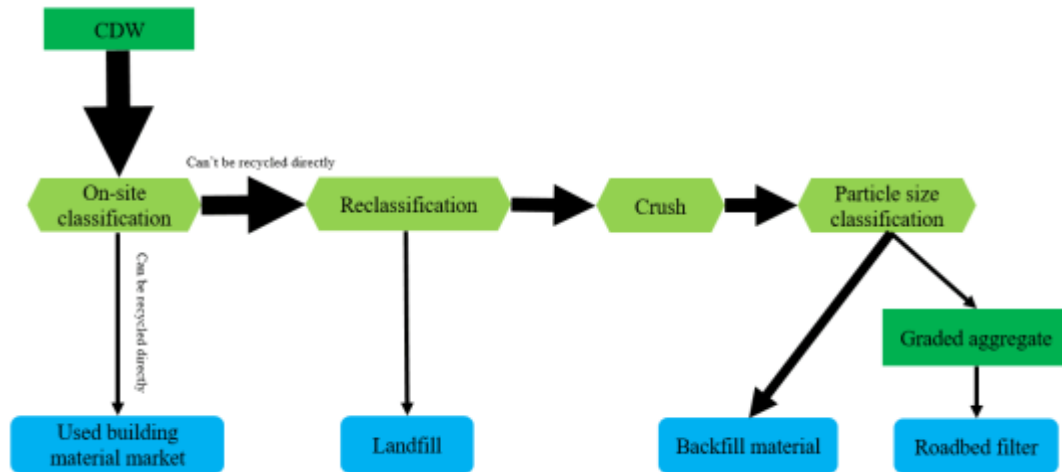 CDW
Can't be recycled directly
On-site
classification
Reclassification
Crush
Particle size
classification
Can be recycled directly
Graded aggregate
Used building
material market
Landfill
Backfill material
Roadbed filter